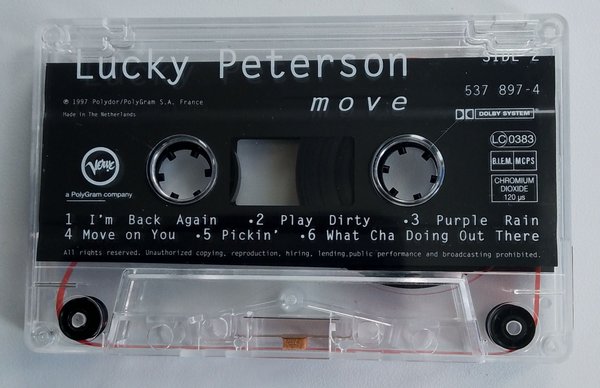 Lucky Peterson
SIDE 2
537 897-4
move
℗ 1997 Polydor/PolyGram S.A. France
Made in The Netherlands
DOLBY SYSTEM®
LC 0383
B.I.E.M. MCPS
VERVE
a PolyGram company
CHROMIUM
DIOXIDE
120 µs
1 I'm Back Again •2 Play Dirty •3 Purple Rain
4 Move on You •5 Pickin' •6 What Cha Doing Out There
All rights reserved. Unauthorized copying, reproduction, hiring, lending,public performance and broadcasting prohibited.